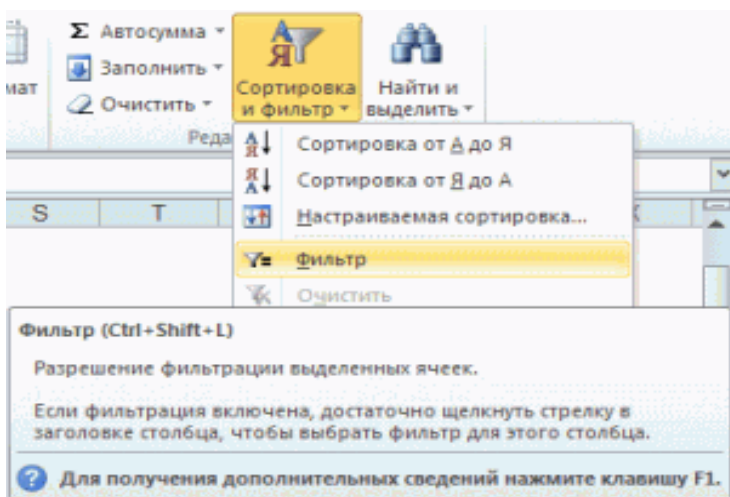 Σ Автосумма
Заполнить
мат
Очистить
Сортировка
и фильтр
Найти и
выделить
Реда
Сортировка от А до Я
Сортировка от Я до А
S T
Настраиваемая сортировка...
Фильтр
Очистить
Фильтр (Ctrl+Shift+L)
Разрешение фильтрации выделенных ячеек.
Если фильтрация включена, достаточно щелкнуть стрелку в
заголовке столбца, чтобы выбрать фильтр для этого столбца.
Для получения дополнительных сведений нажмите клавишу F1.